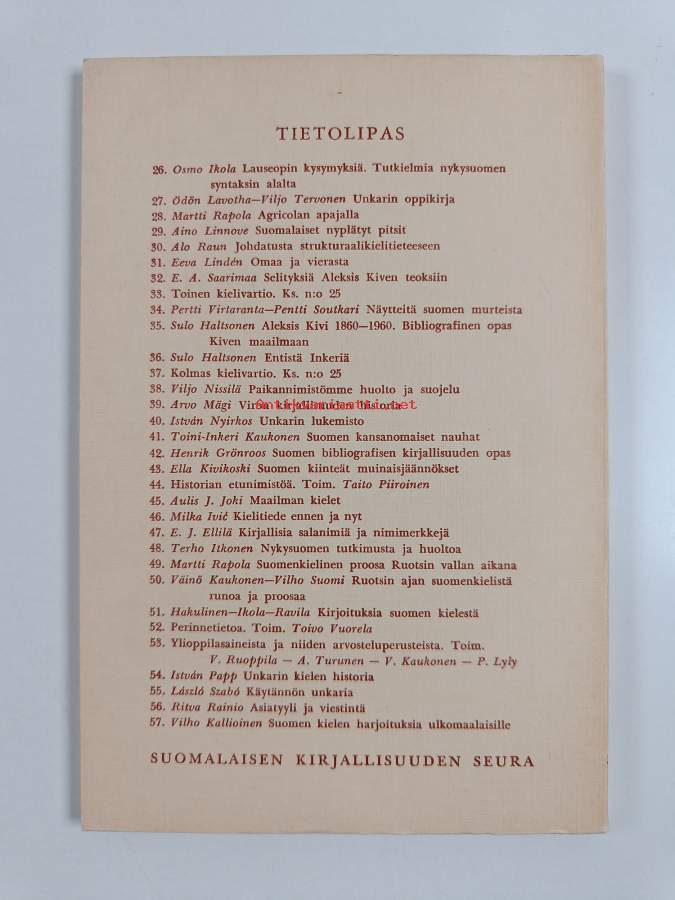 TIETOLIPAS
26. Osmo Ikola Lauseopin kysymyksiä. Tutkielmia nykysuomen
syntaksin alalta
27. Ödön Lavotha—Viljo Tervonen Unkarin oppikirja
28. Martti Rapola Agricolan apajalla
29. Aino Linnove Suomalaiset nyplätyt pitsit
30. Alo Raun Johdatusta strukturaalikielitieteeseen
31. Eeva Lindén Omaa ja vierasta
32. E. A. Saarimaa Selityksiä Aleksis Kiven teoksiin
33. Toinen kielivartio. Ks. n:o 25
34. Pertti Virtaranta—Pentti Soutkari Näytteitä suomen murteista
35. Sulo Haltsonen Aleksis Kivi 1860—1960. Bibliografinen opas
Kiven maailmaan
36. Sulo Haltsonen Entistä Inkeriä
37. Kolmas kielivartio. Ks. n:o 25
38. Viljo Nissilä Paikannimistömme huolto ja suojelu
39. Arvo Mägi Viron kirjallisuuden historia
Antikvariaatti.net
40. István Nyirkos Unkarin lukemisto
41. Toini-Inkeri Kaukonen Suomen kansanomaiset nauhat
42. Henrik Grönroos Suomen bibliografisen kirjallisuuden opas
43. Ella Kivikoski Suomen kiinteät muinaisjäännökset
44. Historian etunimistöä. Toim. Taito Piiroinen
45. Aulis J. Joki Maailman kielet
46. Milka Ivić Kielitiede ennen ja nyt
47. E. J. Ellilä Kirjallisia salanimiä ja nimimerkkejä
48. Terho Itkonen Nykysuomen tutkimusta ja huoltoa
49. Martti Rapola Suomenkielinen proosa Ruotsin vallan aikana
50. Väinö Kaukonen—Vilho Suomi Ruotsin ajan suomenkielistä
runoa ja proosaa
51. Hakulinen—Ikola—Ravila Kirjoituksia suomen kielestä
52. Perinnetietoa. Toim. Toivo Vuorela
53. Ylioppilasaineista ja niiden arvosteluperusteista. Toim.
V. Ruoppila — A. Turunen — V. Kaukonen — P. Lyly
54. István Papp Unkarin kielen historia
55. László Szabó Käytännön unkaria
56. Ritva Rainio Asiatyyli ja viestintä
57. Vilho Kallioinen Suomen kielen harjoituksia ulkomaalaisille
SUOMALAISEN KIRJALLISUUDEN SEURA